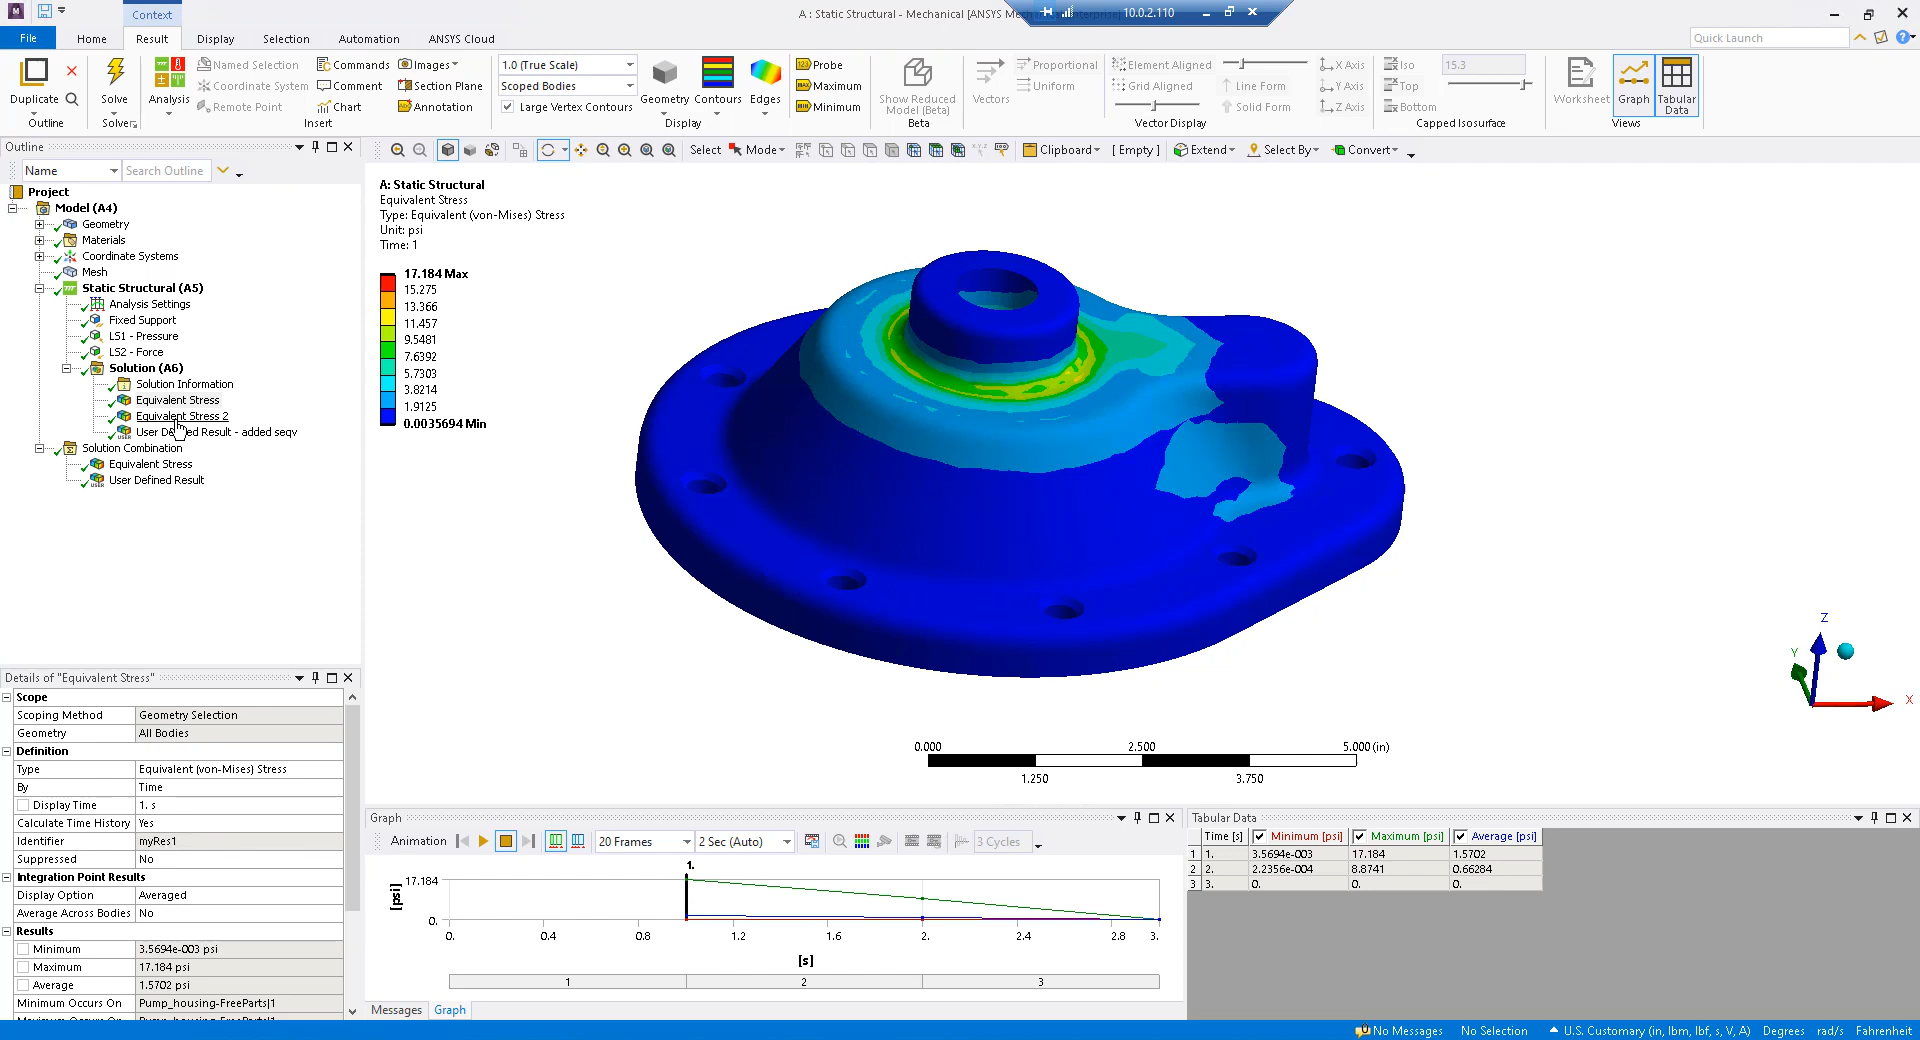 Context
A : Static Structural - Mechanical [ANSYS Mec
10.0.2.110
File
Home
Result
Display
Selection
Automation
ANSYS Cloud
Quick Launch
Duplicate
Outline
Solve
Solver
Analysis
Named Selection
Coordinate System
Remote Point
Commands
Comment
Chart
Images
Section Plane
Annotation
Insert
1.0 (True Scale)
Scoped Bodies
Large Vertex Contours
Geometry
Contours
Edges
Display
Probe
Maximum
Minimum
Show Reduced
Model (Beta)
Beta
Vectors
Proportional
Uniform
Element Aligned
Grid Aligned
Line Form
Solid Form
X Axis
Y Axis
Z Axis
Vector Display
Iso
Top
Bottom
15.3
Capped Isosurface
Worksheet
Graph
Tabular
Data
Views
Outline
Name
Search Outline
Select
Mode
Clipboard
[ Empty ]
Extend
Select By
Convert
Project
Model (A4)
Geometry
Materials
Coordinate Systems
Mesh
Static Structural (A5)
Analysis Settings
Fixed Support
LS1 - Pressure
LS2 - Force
Solution (A6)
Solution Information
Equivalent Stress
Equivalent Stress 2
User Defined Result - added seqv
Solution Combination
Equivalent Stress
User Defined Result
A: Static Structural
Equivalent Stress
Type: Equivalent (von-Mises) Stress
Unit: psi
Time: 1
17.184 Max
15.275
13.366
11.457
9.5481
7.6392
5.7303
3.8214
1.9125
0.0035694 Min
Z
Y
X
0.000
2.500
5.000 (in)
1.250
3.750
Details of "Equivalent Stress"
Scope
Scoping Method Geometry Selection
Geometry All Bodies
Definition
Type Equivalent (von-Mises) Stress
By Time
Display Time 1. s
Calculate Time History Yes
Identifier myRes1
Suppressed No
Integration Point Results
Display Option Averaged
Average Across Bodies No
Results
Minimum 3.5694e-003 psi
Maximum 17.184 psi
Average 1.5702 psi
Minimum Occurs On Pump_housing-FreeParts|1
Maximum Occurs On Pump_housing-FreeParts|1
Graph
Animation
20 Frames
2 Sec (Auto)
3 Cycles
1.
17.184
[psi]
0.
0. 0.4 0.8 1.2 1.6 2. 2.4 2.8 3.
[s]
1 2 3
Messages
Graph
Tabular Data
Time [s] Minimum [psi] Maximum [psi] Average [psi]
1 1. 3.5694e-003 17.184 1.5702
2 2. 2.2356e-004 8.8741 0.66284
3 3. 0. 0. 0.
No Messages
No Selection
U.S. Customary (in, lbm, lbf, s, V, A)
Degrees
rad/s
Fahrenheit